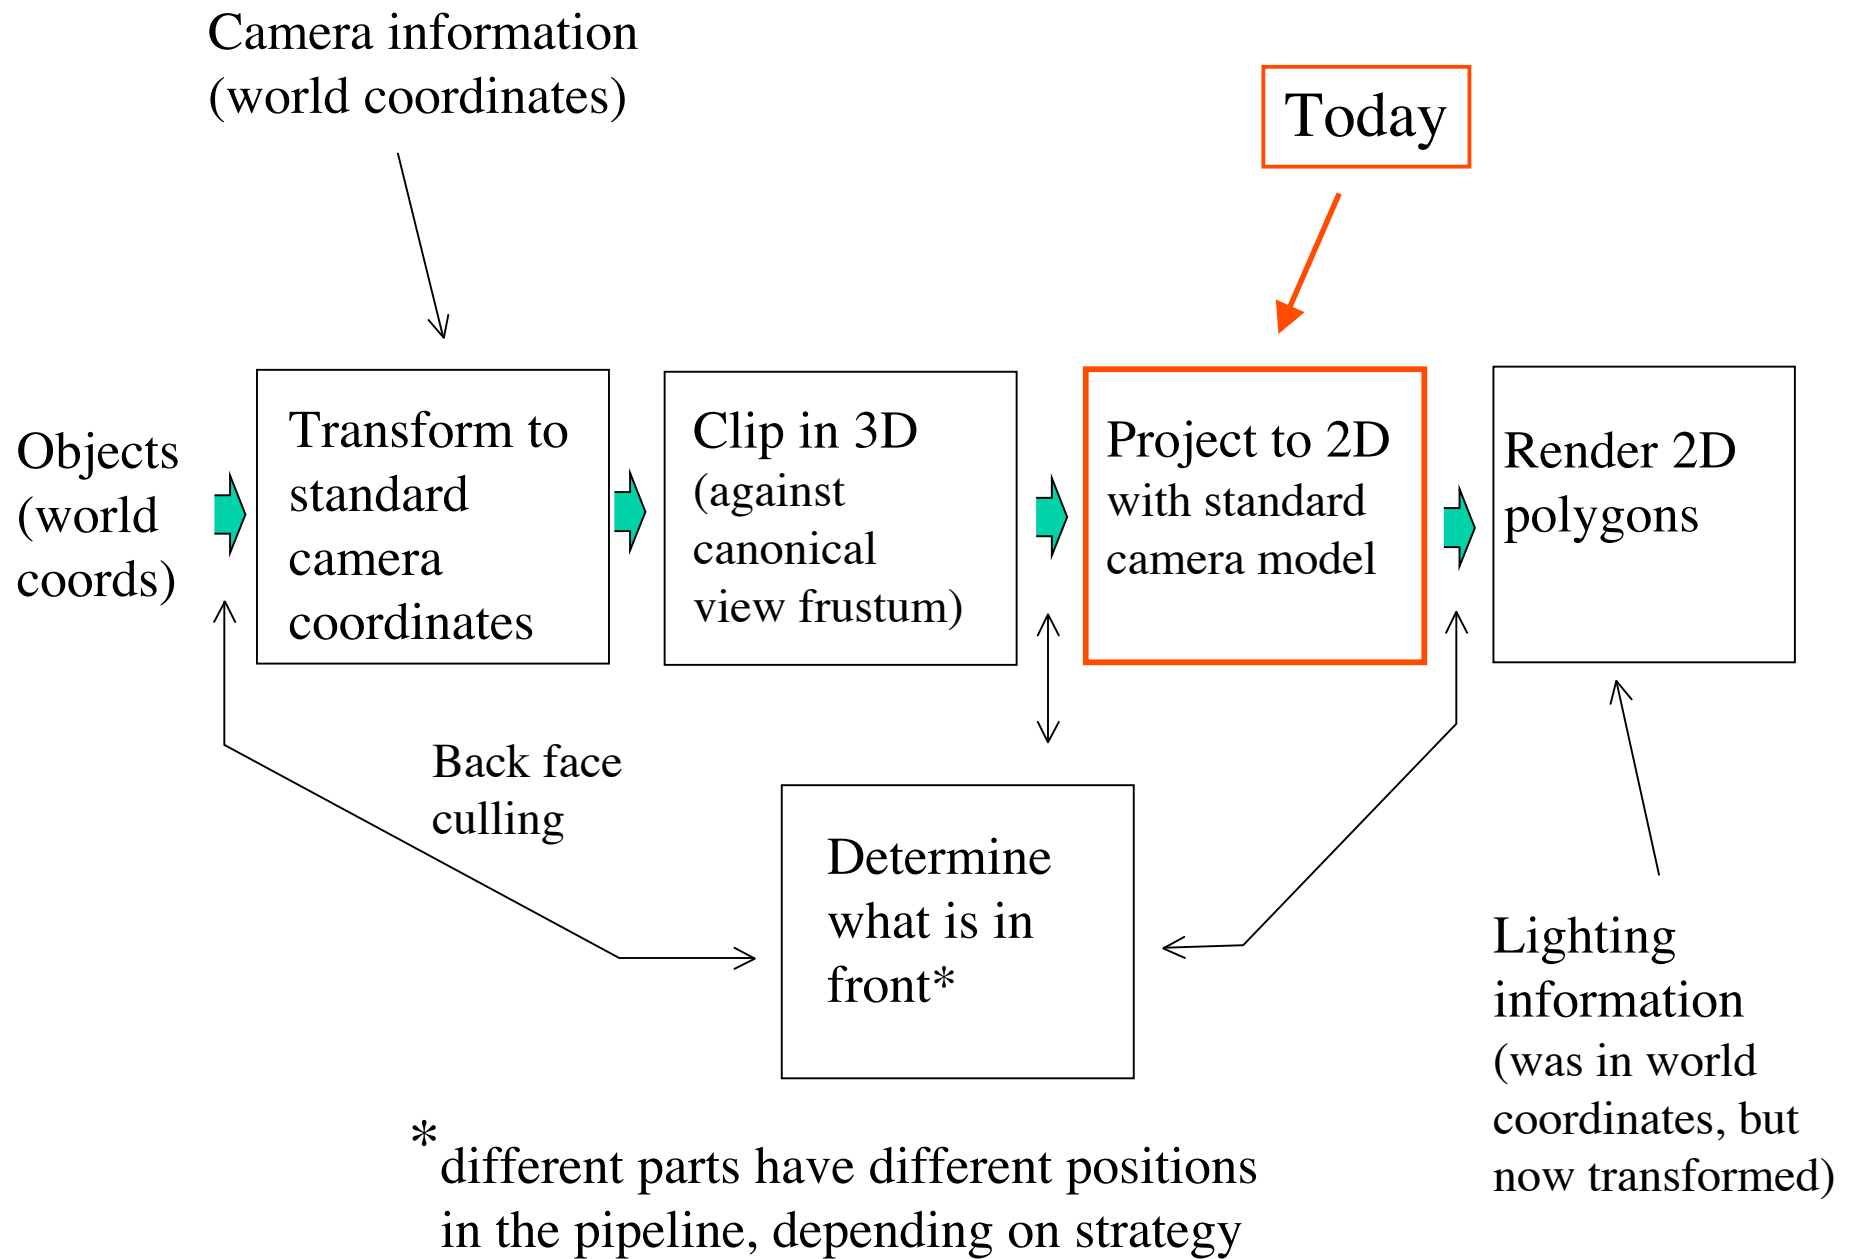 Camera information
(world coordinates)
Today
Objects
(world
coords)
Transform to
standard
camera
coordinates
Clip in 3D
(against
canonical
view frustum)
Project to 2D
with standard
camera model
Render 2D
polygons
Back face
culling
Determine
what is in
front*
Lighting
information
(was in world
coordinates, but
now transformed)
* different parts have different positions
in the pipeline, depending on strategy